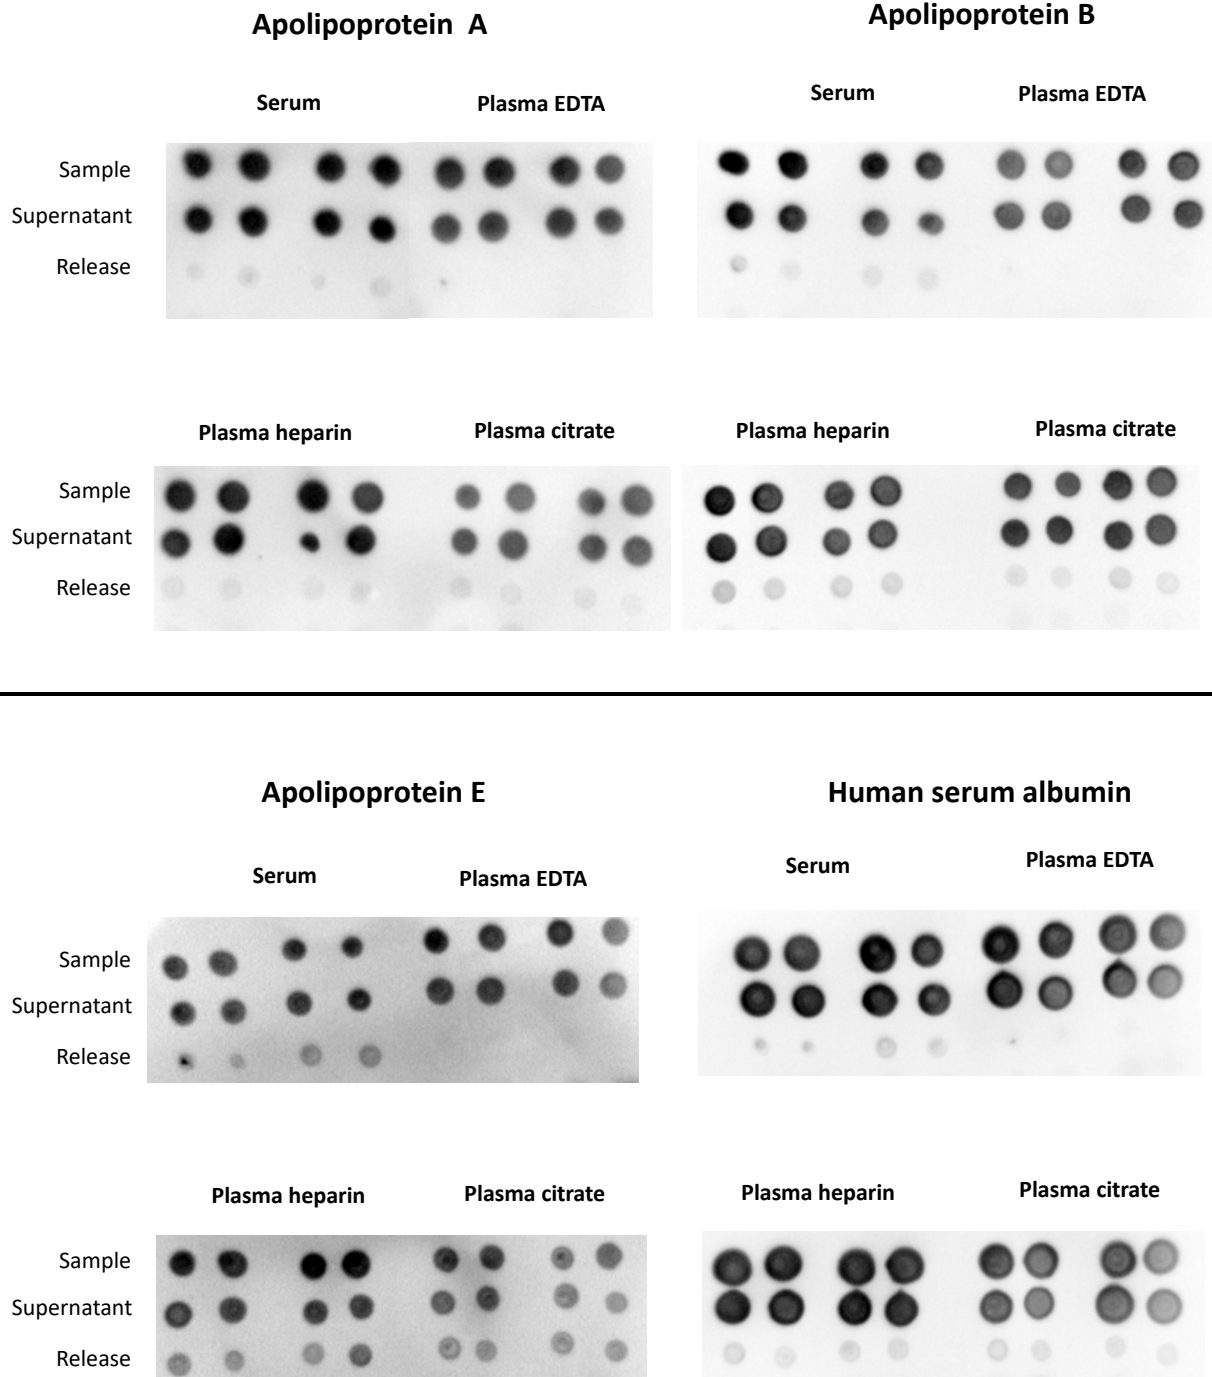 Apolipoprotein A
Apolipoprotein B
Serum
Plasma EDTA
Serum
Plasma EDTA
Sample
Supernatant
Release
Plasma heparin
Plasma citrate
Plasma heparin
Plasma citrate
Sample
Supernatant
Release
Apolipoprotein E
Human serum albumin
Serum
Plasma EDTA
Serum
Plasma EDTA
Sample
Supernatant
Release
Plasma heparin
Plasma citrate
Plasma heparin
Plasma citrate
Sample
Supernatant
Release